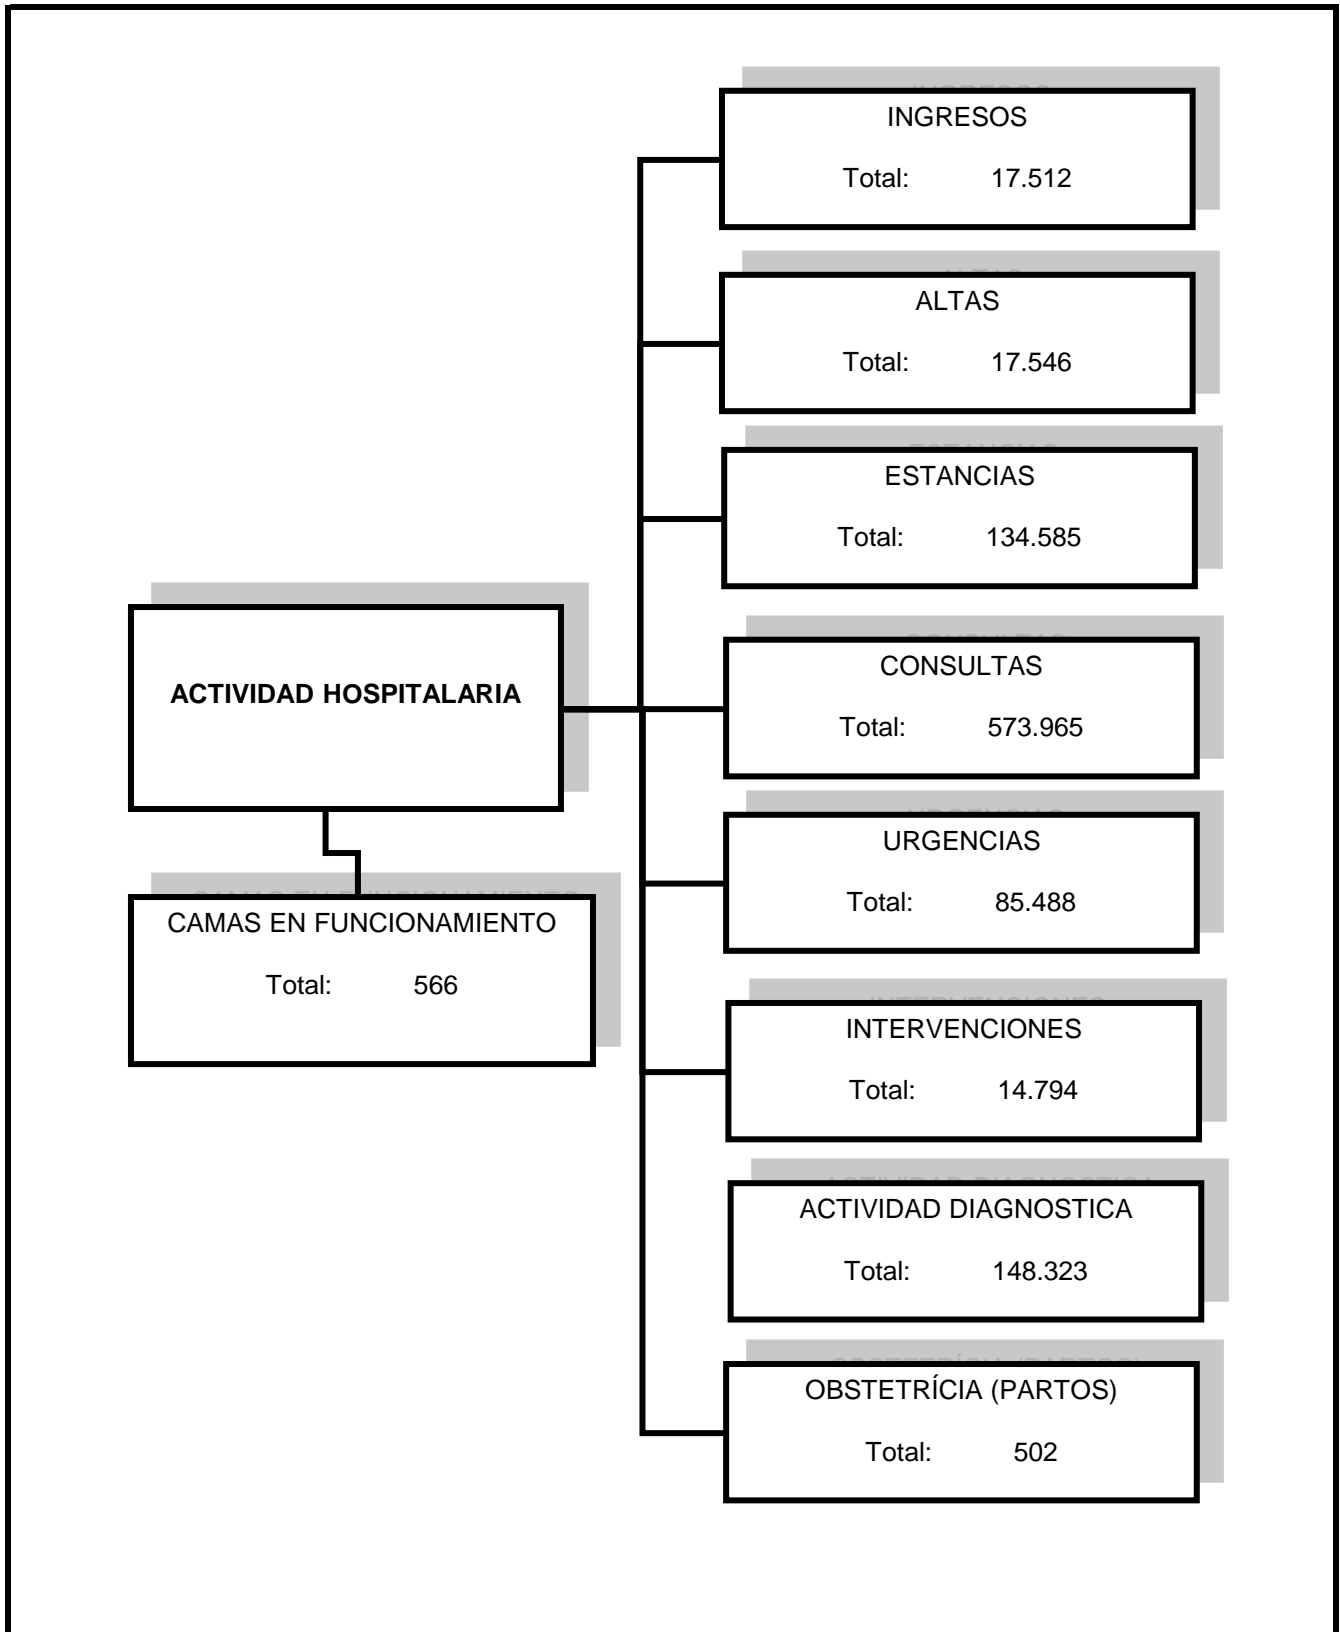 INGRESOS
Total: 17.512
ALTAS
Total: 17.546
ESTANCIAS
Total: 134.585
ACTIVIDAD HOSPITALARIA
CONSULTAS
Total: 573.965
URGENCIAS
Total: 85.488
CAMAS EN FUNCIONAMIENTO
Total: 566
INTERVENCIONES
Total: 14.794
ACTIVIDAD DIAGNOSTICA
Total: 148.323
OBSTETRÍCIA (PARTOS)
Total: 502